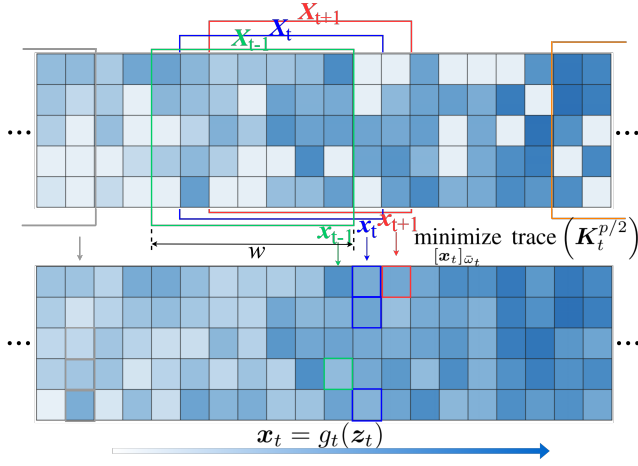 X_{t+1}
X_t
X_{t-1}
... ...
x_{t-1} x_t x_{t+1}
w
minimize trace (K_t^{p/2})
[x_t]_{\bar{ω}_t}
... ...
x_t = g_t(z_t)